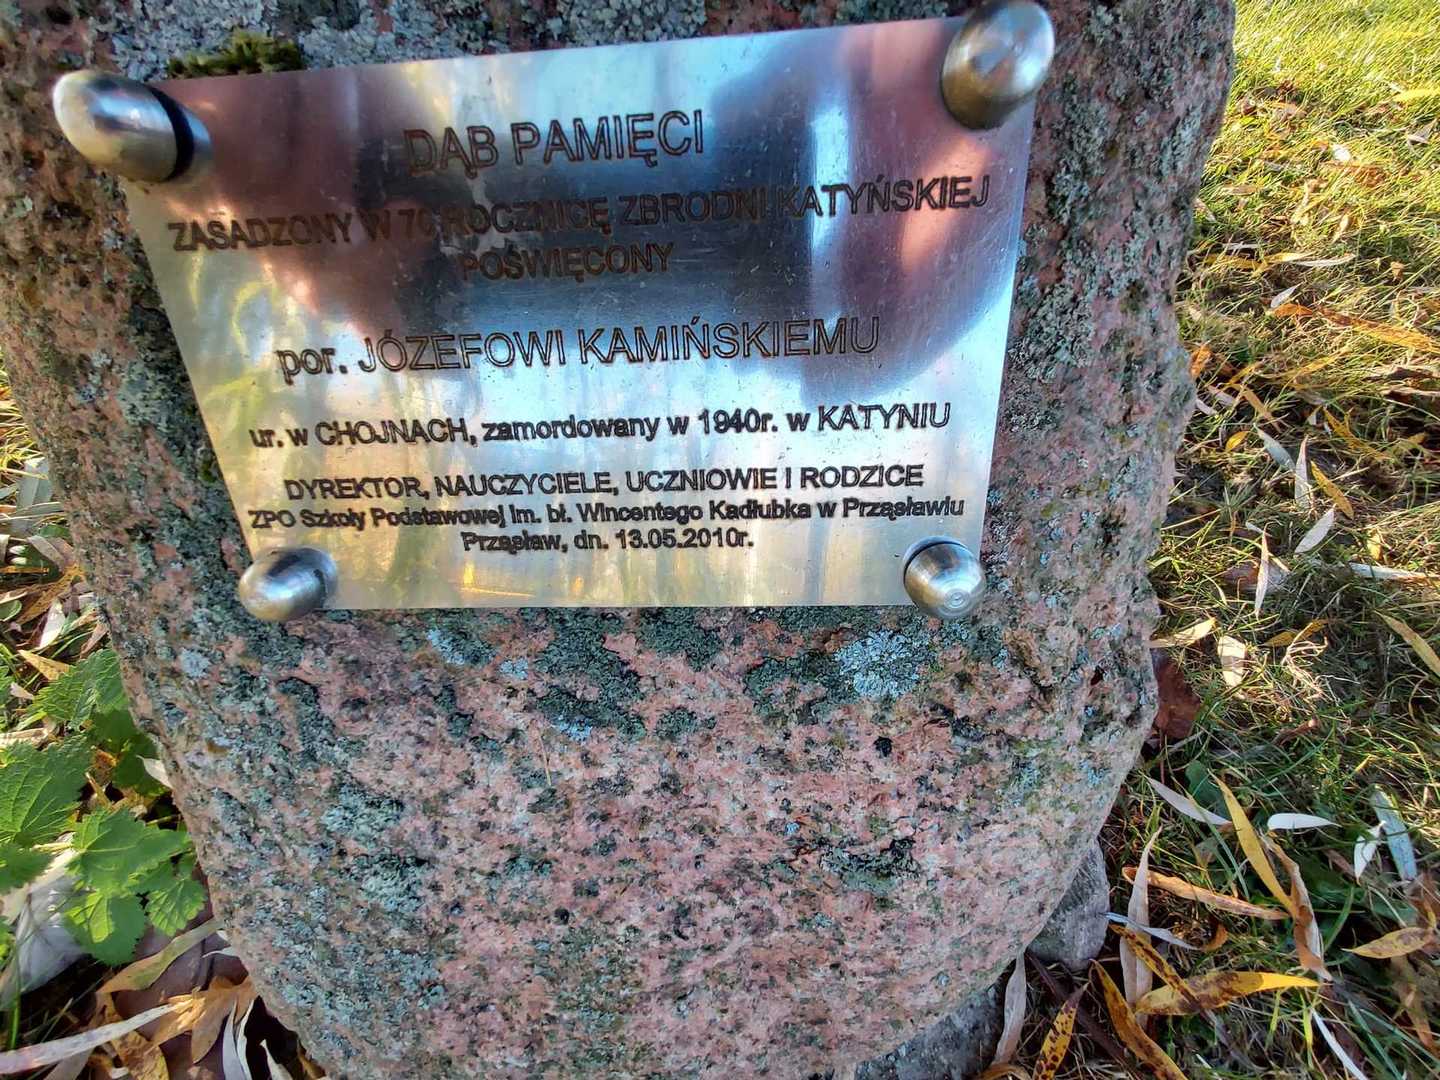 DĄB PAMIĘCI
ZASADZONY W 70 ROCZNICĘ ZBRODNI KATYŃSKIEJ
POŚWIĘCONY
por. JÓZEFOWI KAMIŃSKIEMU
ur. w CHOJNACH, zamordowany w 1940r. w KATYNIU
DYREKTOR, NAUCZYCIELE, UCZNIOWIE I RODZICE
ZPO Szkoły Podstawowej im. bł. Wincentego Kadłubka w Prząsławiu
Prząsław, dn. 13.05.2010r.